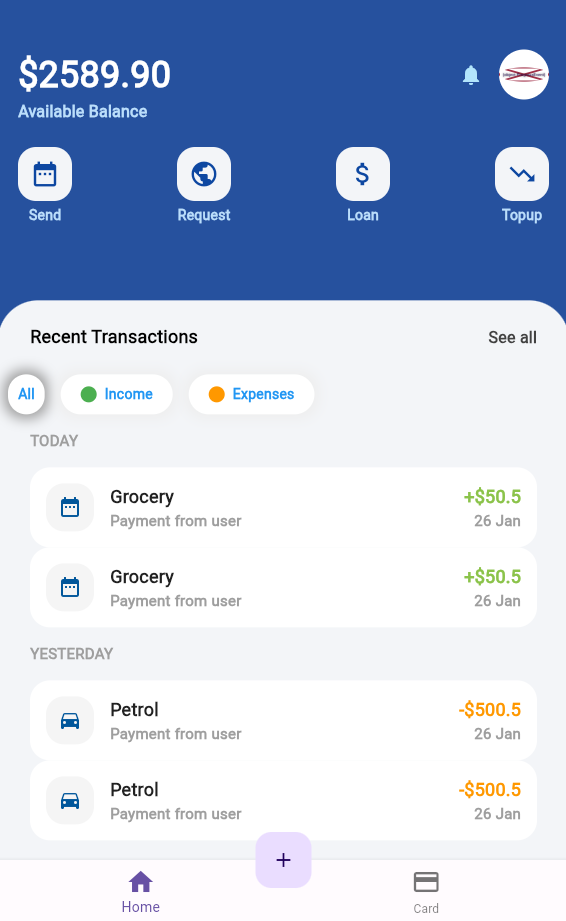 $2589.90
Available Balance
Send
Request
Loan
Topup
Recent Transactions
See all
All
Income
Expenses
TODAY
Grocery
+$50.5
Payment from user
26 Jan
Grocery
+$50.5
Payment from user
26 Jan
YESTERDAY
Petrol
-$500.5
Payment from user
26 Jan
Petrol
-$500.5
Payment from user
26 Jan
+
Home
Card